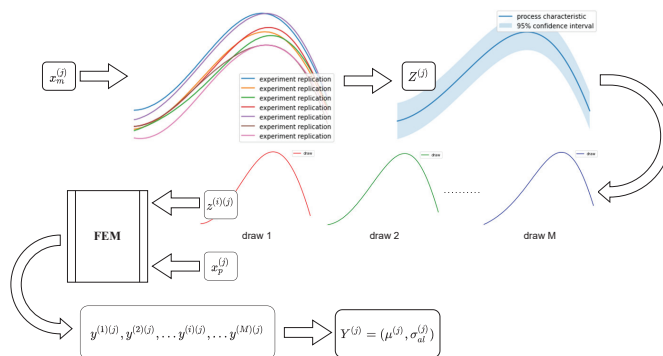 x_m^{(j)}
experiment replication
experiment replication
experiment replication
experiment replication
experiment replication
experiment replication
experiment replication
Z^{(j)}
process characteristic
95% confidence interval
draw
draw
draw
draw 1
draw 2
..........
draw M
z^{(i)(j)}
FEM
x_p^{(j)}
y^{(1)(j)}, y^{(2)(j)}, \ldots y^{(i)(j)}, \ldots y^{(M)(j)}
Y^{(j)} = (\mu^{(j)}, \sigma_{al}^{(j)})